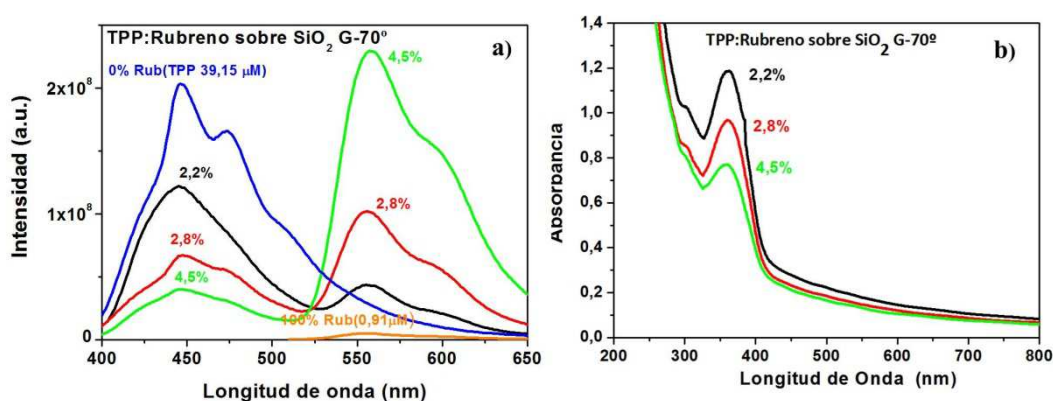 TPP:Rubreno sobre SiO2 G-70º
a)
0% Rub(TPP 39,15 μM)
4,5%
2,2%
2,8%
2,8%
4,5%
100% Rub(0,91μM)
2x10⁸
1x10⁸
0
Intensidad (a.u.)
400 450 500 550 600 650
Longitud de onda (nm)
b)
TPP:Rubreno sobre SiO2 G-70º
2,2%
2,8%
4,5%
1,4
1,2
1,0
0,8
0,6
0,4
0,2
0,0
Absorbancia
200 300 400 500 600 700 800
Longitud de Onda (nm)